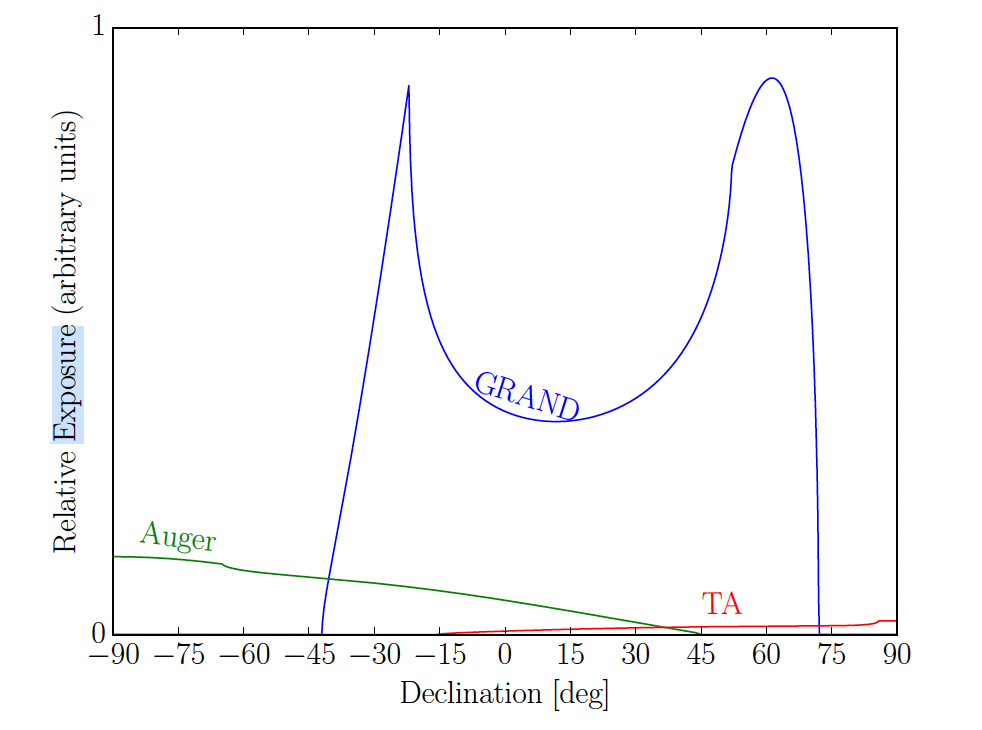 1
Relative Exposure (arbitrary units)
GRAND
Auger
TA
0
−90 −75 −60 −45 −30 −15 0 15 30 45 60 75 90
Declination [deg]